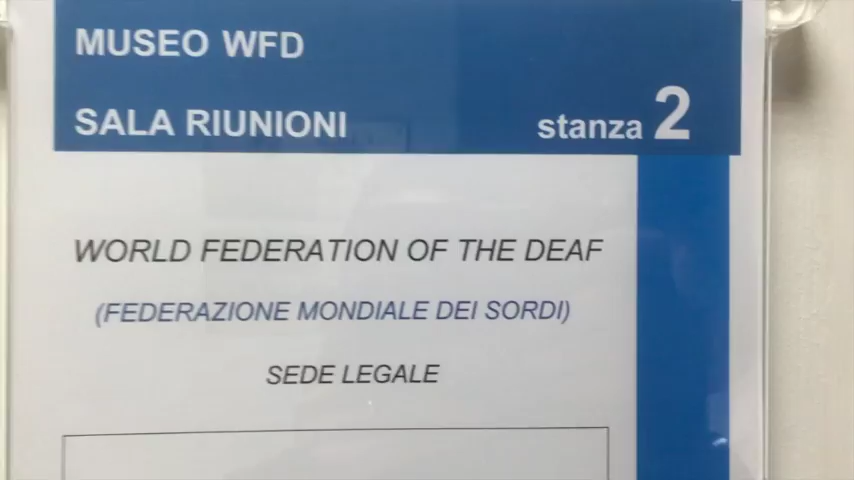 MUSEO WFD
SALA RIUNIONI stanza 2
WORLD FEDERATION OF THE DEAF
(FEDERAZIONE MONDIALE DEI SORDI)
SEDE LEGALE